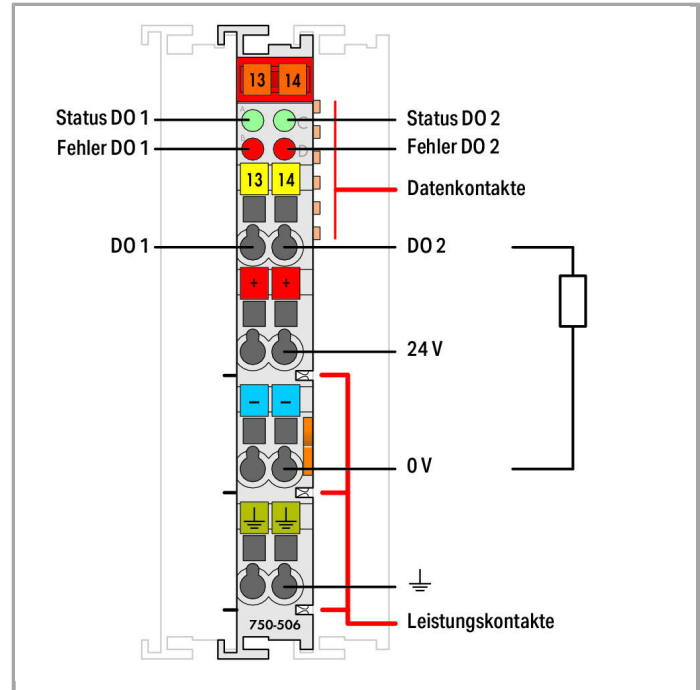 13 14
A C
Status DO 1
Status DO 2
B D
Fehler DO 1
Fehler DO 2
13 14
Datenkontakte
DO 1
DO 2
+ +
24 V
− −
0 V
750-506
Leistungskontakte